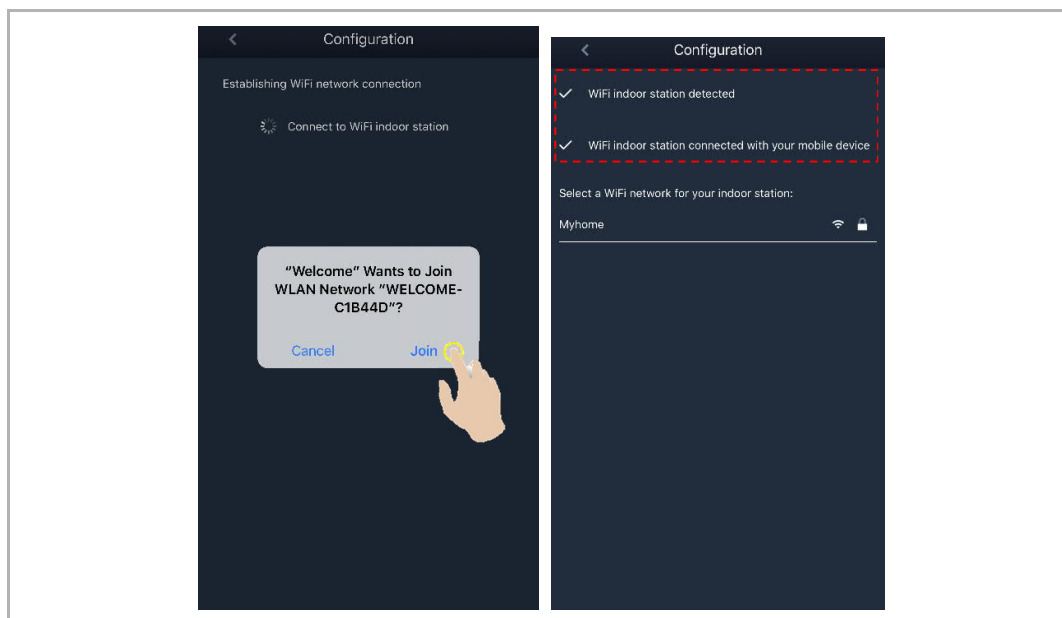 Configuration
Establishing WiFi network connection
Connect to WiFi indoor station
“Welcome” Wants to Join
WLAN Network “WELCOME-
C1B44D”?
Cancel
Join
Configuration
WiFi indoor station detected
WiFi indoor station connected with your mobile device
Select a WiFi network for your indoor station:
Myhome